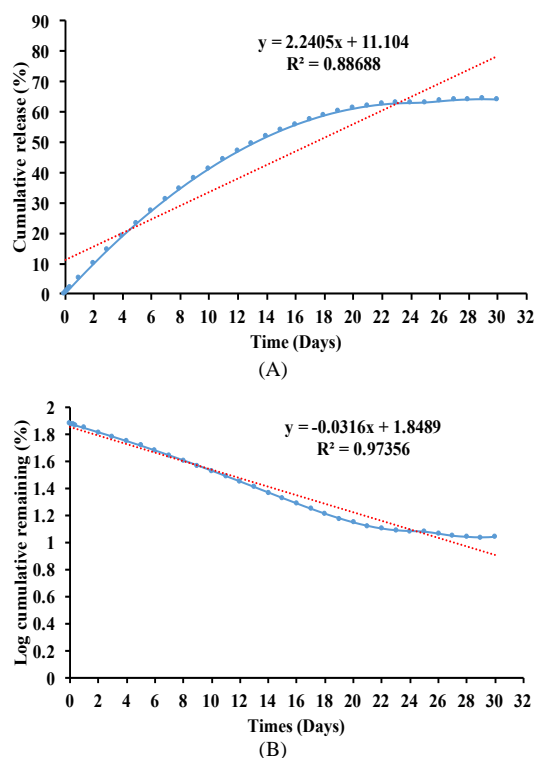 90
80
70
60
50
40
30
20
10
0
Cumulative release (%)
y = 2.2405x + 11.104
R² = 0.88688
0 2 4 6 8 10 12 14 16 18 20 22 24 26 28 30 32
Time (Days)
(A)
2
1.8
1.6
1.4
1.2
1
0.8
0.6
0.4
0.2
0
Log cumulative remaining (%)
y = -0.0316x + 1.8489
R² = 0.97356
0 2 4 6 8 10 12 14 16 18 20 22 24 26 28 30 32
Times (Days)
(B)